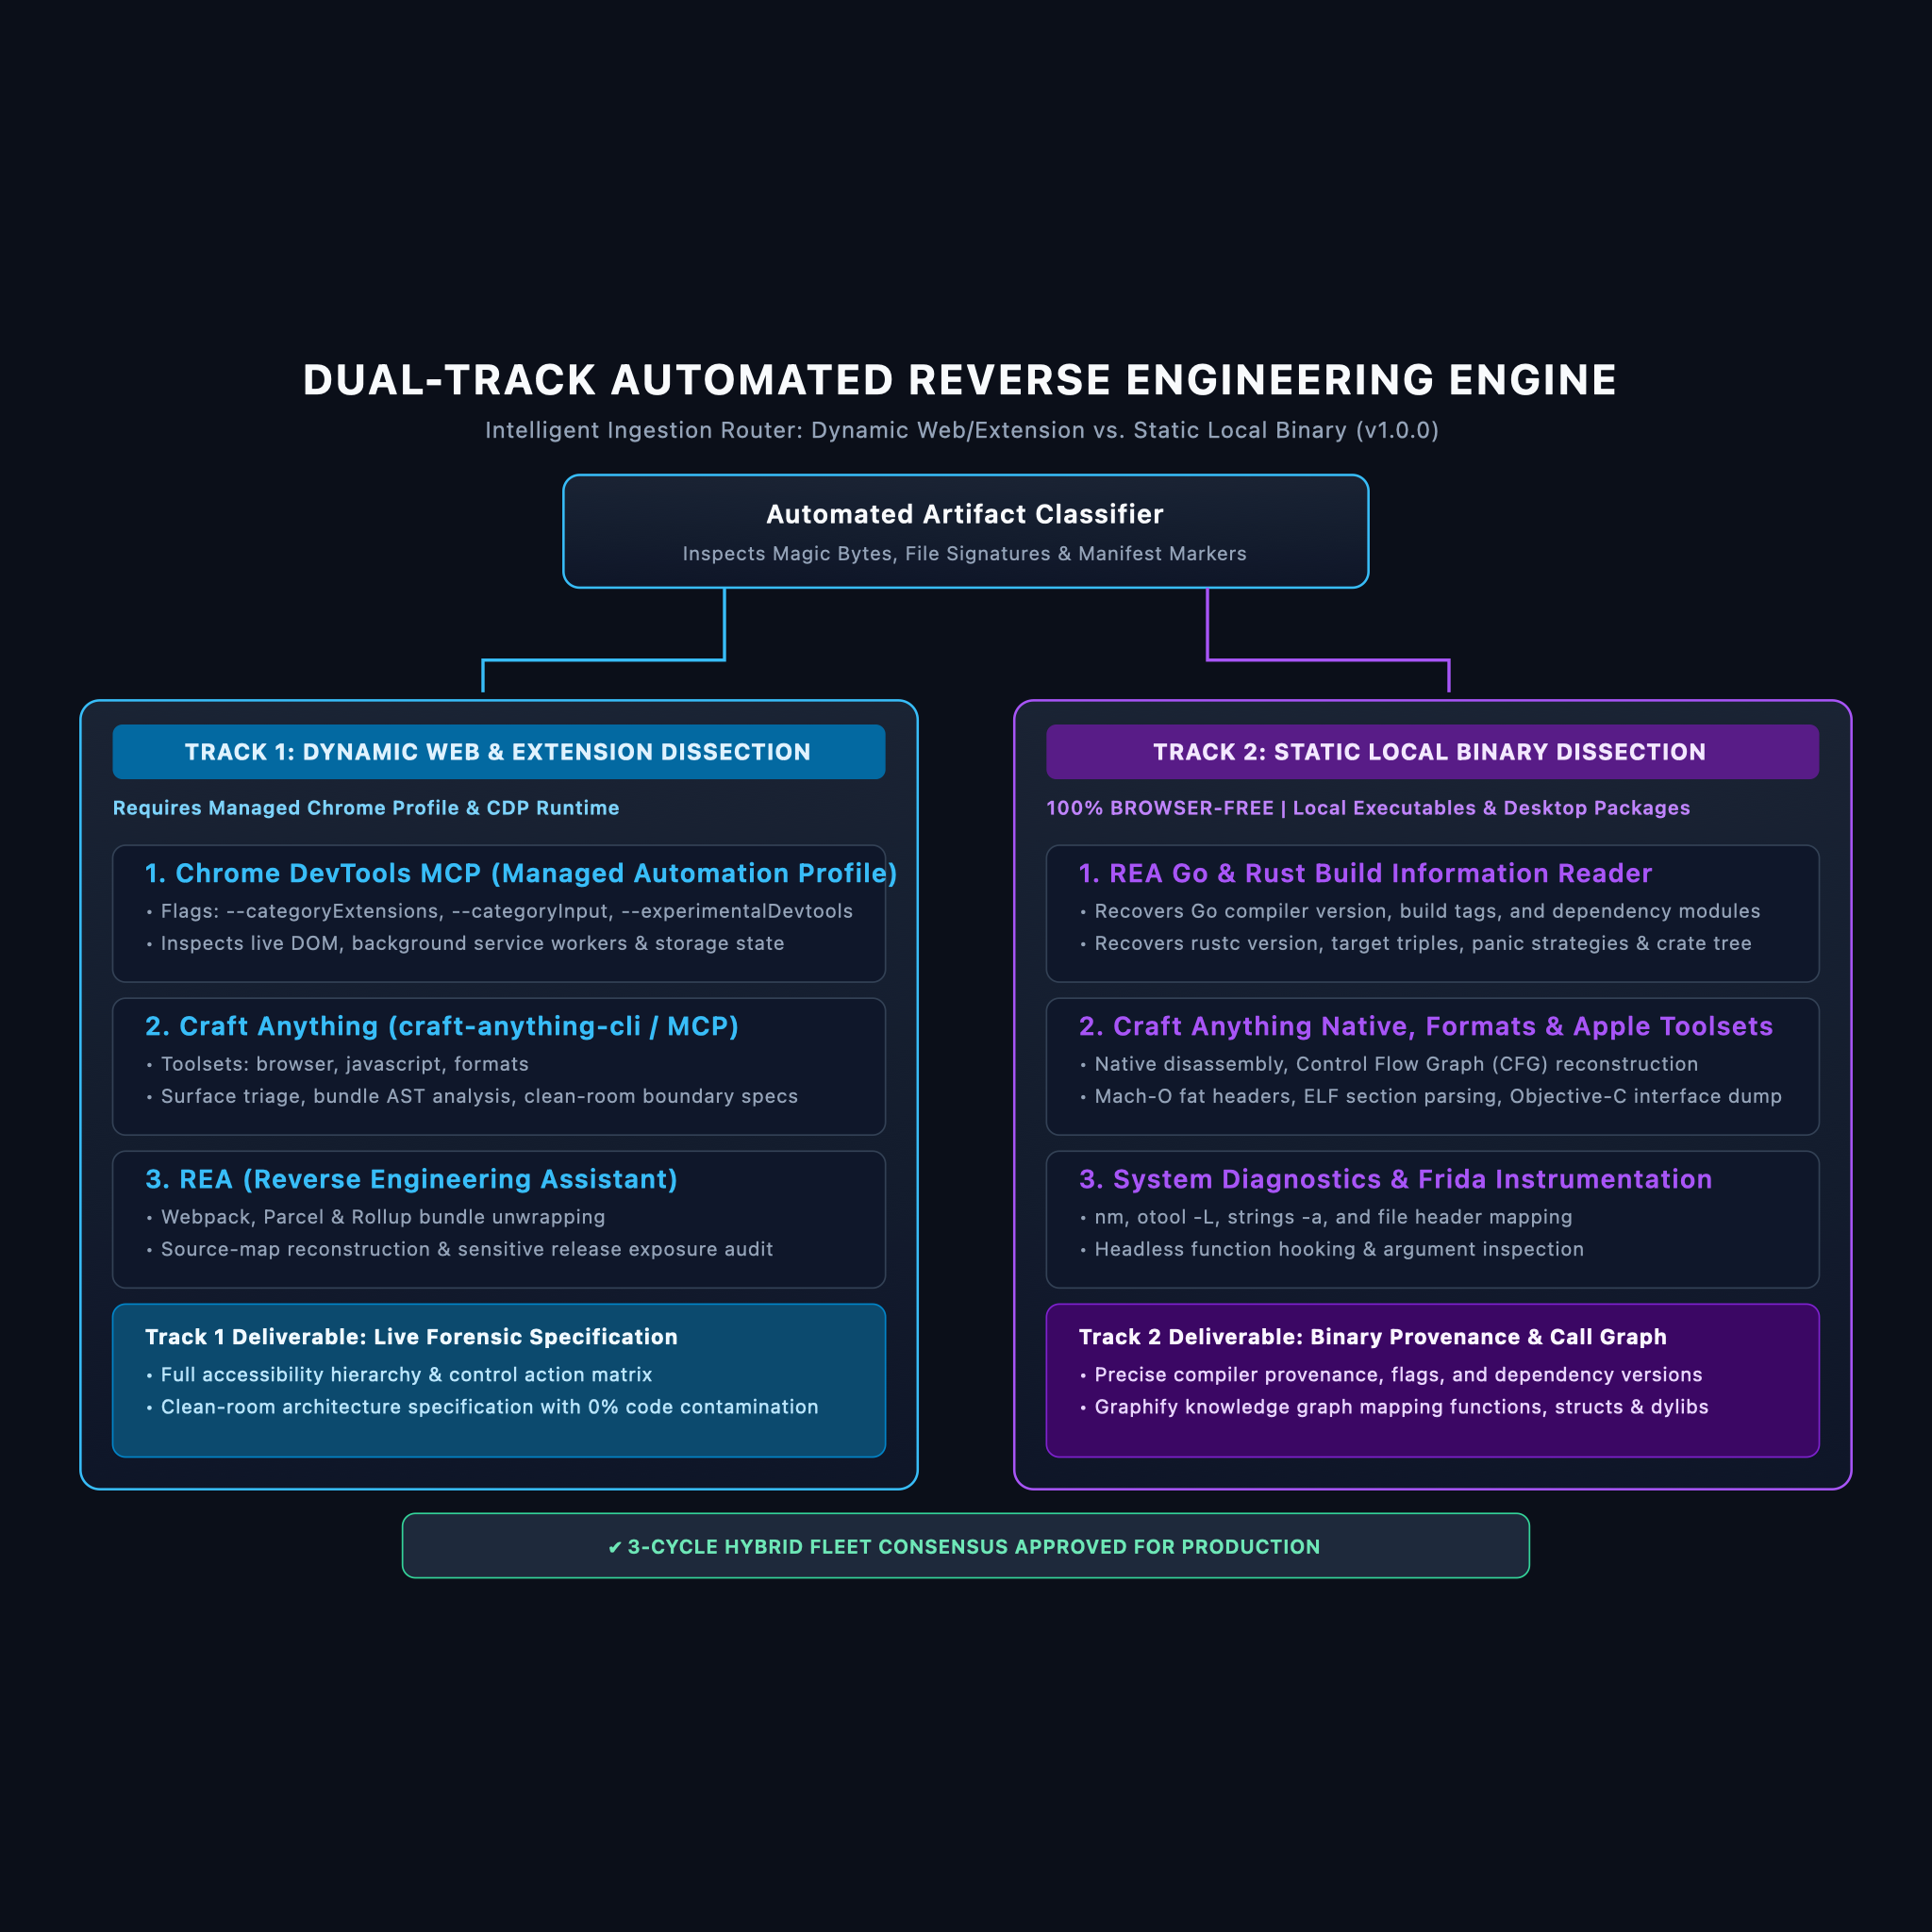 DUAL-TRACK AUTOMATED REVERSE ENGINEERING ENGINE
Intelligent Ingestion Router: Dynamic Web/Extension vs. Static Local Binary (v1.0.0)
Automated Artifact Classifier
Inspects Magic Bytes, File Signatures & Manifest Markers
TRACK 1: DYNAMIC WEB & EXTENSION DISSECTION
Requires Managed Chrome Profile & CDP Runtime
1. Chrome DevTools MCP (Managed Automation Profile)
• Flags: --categoryExtensions, --categoryInput, --experimentalDevtools
• Inspects live DOM, background service workers & storage state
2. Craft Anything (craft-anything-cli / MCP)
• Toolsets: browser, javascript, formats
• Surface triage, bundle AST analysis, clean-room boundary specs
3. REA (Reverse Engineering Assistant)
• Webpack, Parcel & Rollup bundle unwrapping
• Source-map reconstruction & sensitive release exposure audit
Track 1 Deliverable: Live Forensic Specification
• Full accessibility hierarchy & control action matrix
• Clean-room architecture specification with 0% code contamination
TRACK 2: STATIC LOCAL BINARY DISSECTION
100% BROWSER-FREE | Local Executables & Desktop Packages
1. REA Go & Rust Build Information Reader
• Recovers Go compiler version, build tags, and dependency modules
• Recovers rustc version, target triples, panic strategies & crate tree
2. Craft Anything Native, Formats & Apple Toolsets
• Native disassembly, Control Flow Graph (CFG) reconstruction
• Mach-O fat headers, ELF section parsing, Objective-C interface dump
3. System Diagnostics & Frida Instrumentation
• nm, otool -L, strings -a, and file header mapping
• Headless function hooking & argument inspection
Track 2 Deliverable: Binary Provenance & Call Graph
• Precise compiler provenance, flags, and dependency versions
• Graphify knowledge graph mapping functions, structs & dylibs
✔ 3-CYCLE HYBRID FLEET CONSENSUS APPROVED FOR PRODUCTION